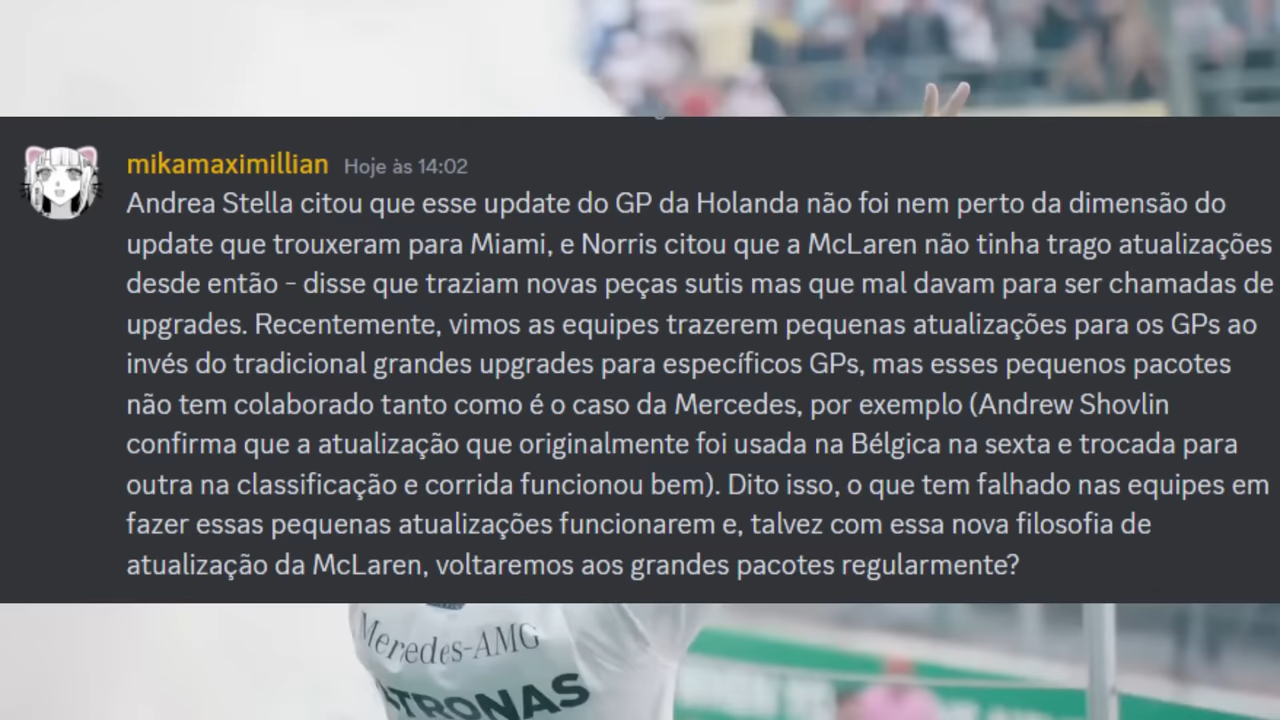 mikamaximillian Hoje às 14:02
Andrea Stella citou que esse update do GP da Holanda não foi nem perto da dimensão do
update que trouxeram para Miami, e Norris citou que a McLaren não tinha trago atualizações
desde então - disse que traziam novas peças sutis mas que mal davam para ser chamadas de
upgrades. Recentemente, vimos as equipes trazerem pequenas atualizações para os GPs ao
invés do tradicional grandes upgrades para específicos GPs, mas esses pequenos pacotes
não tem colaborado tanto como é o caso da Mercedes, por exemplo (Andrew Shovlin
confirma que a atualização que originalmente foi usada na Bélgica na sexta e trocada para
outra na classificação e corrida funcionou bem). Dito isso, o que tem falhado nas equipes em
fazer essas pequenas atualizações funcionarem e, talvez com essa nova filosofia de
atualização da McLaren, voltaremos aos grandes pacotes regularmente?
Meredes-AMG
TRONAS